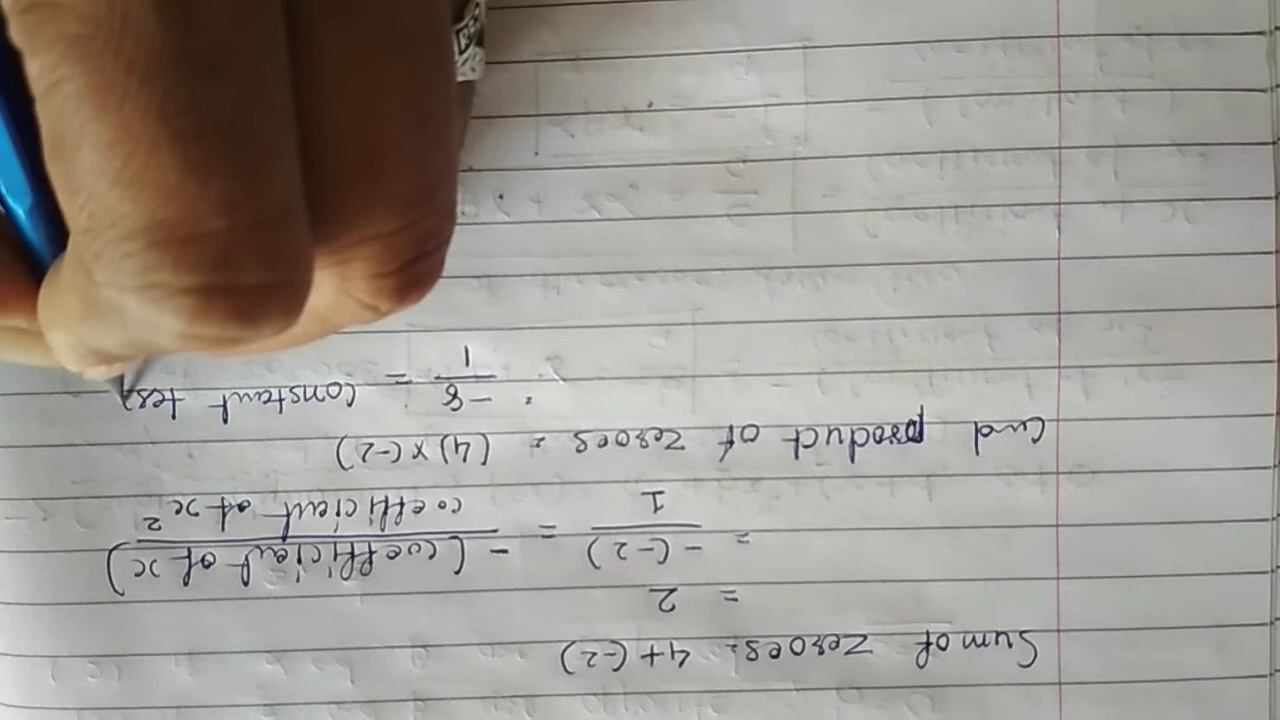 Sum of zeroes = 4+(-2)
= 2
= -(-2)/1 = -(coefficient of x)/coefficient of x²
and product of zeroes = (4)×(-2)
= -8/1 = constant ter